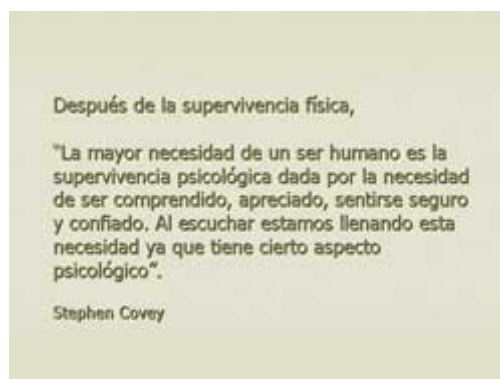 Después de la supervivencia física,
"La mayor necesidad de un ser humano es la
supervivencia psicológica dada por la necesidad
de ser comprendido, apreciado, sentirse seguro
y confiado. Al escuchar estamos llenando esta
necesidad ya que tiene cierto aspecto
psicológico".
Stephen Covey